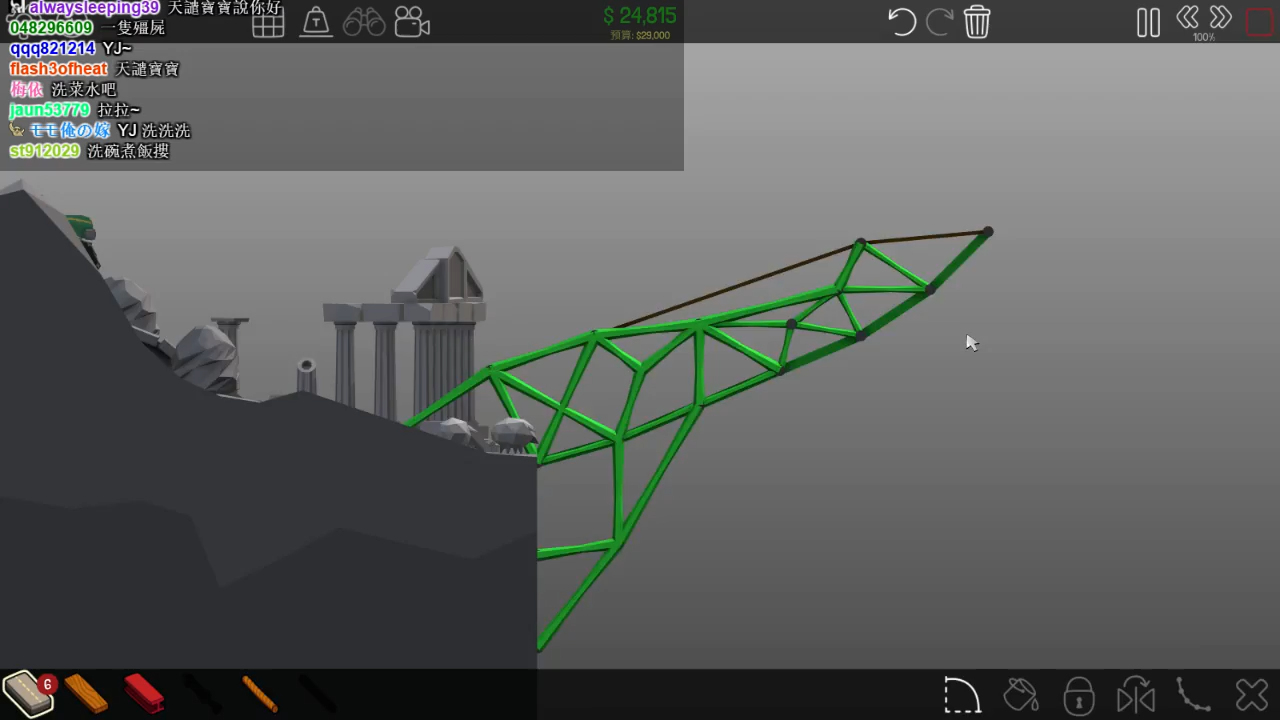 alwaysleeping39 天譴寶寶說你好
048296609 一隻殭屍
qqq821214 YJ~
flash3ofheat 天譴寶寶
梅依 洗菜水吧
jaun53779 拉拉~
モモ俺の嫁 YJ 洗洗洗
st912029 洗碗煮飯摟
$ 24,815
預算: $29,000
100%
6